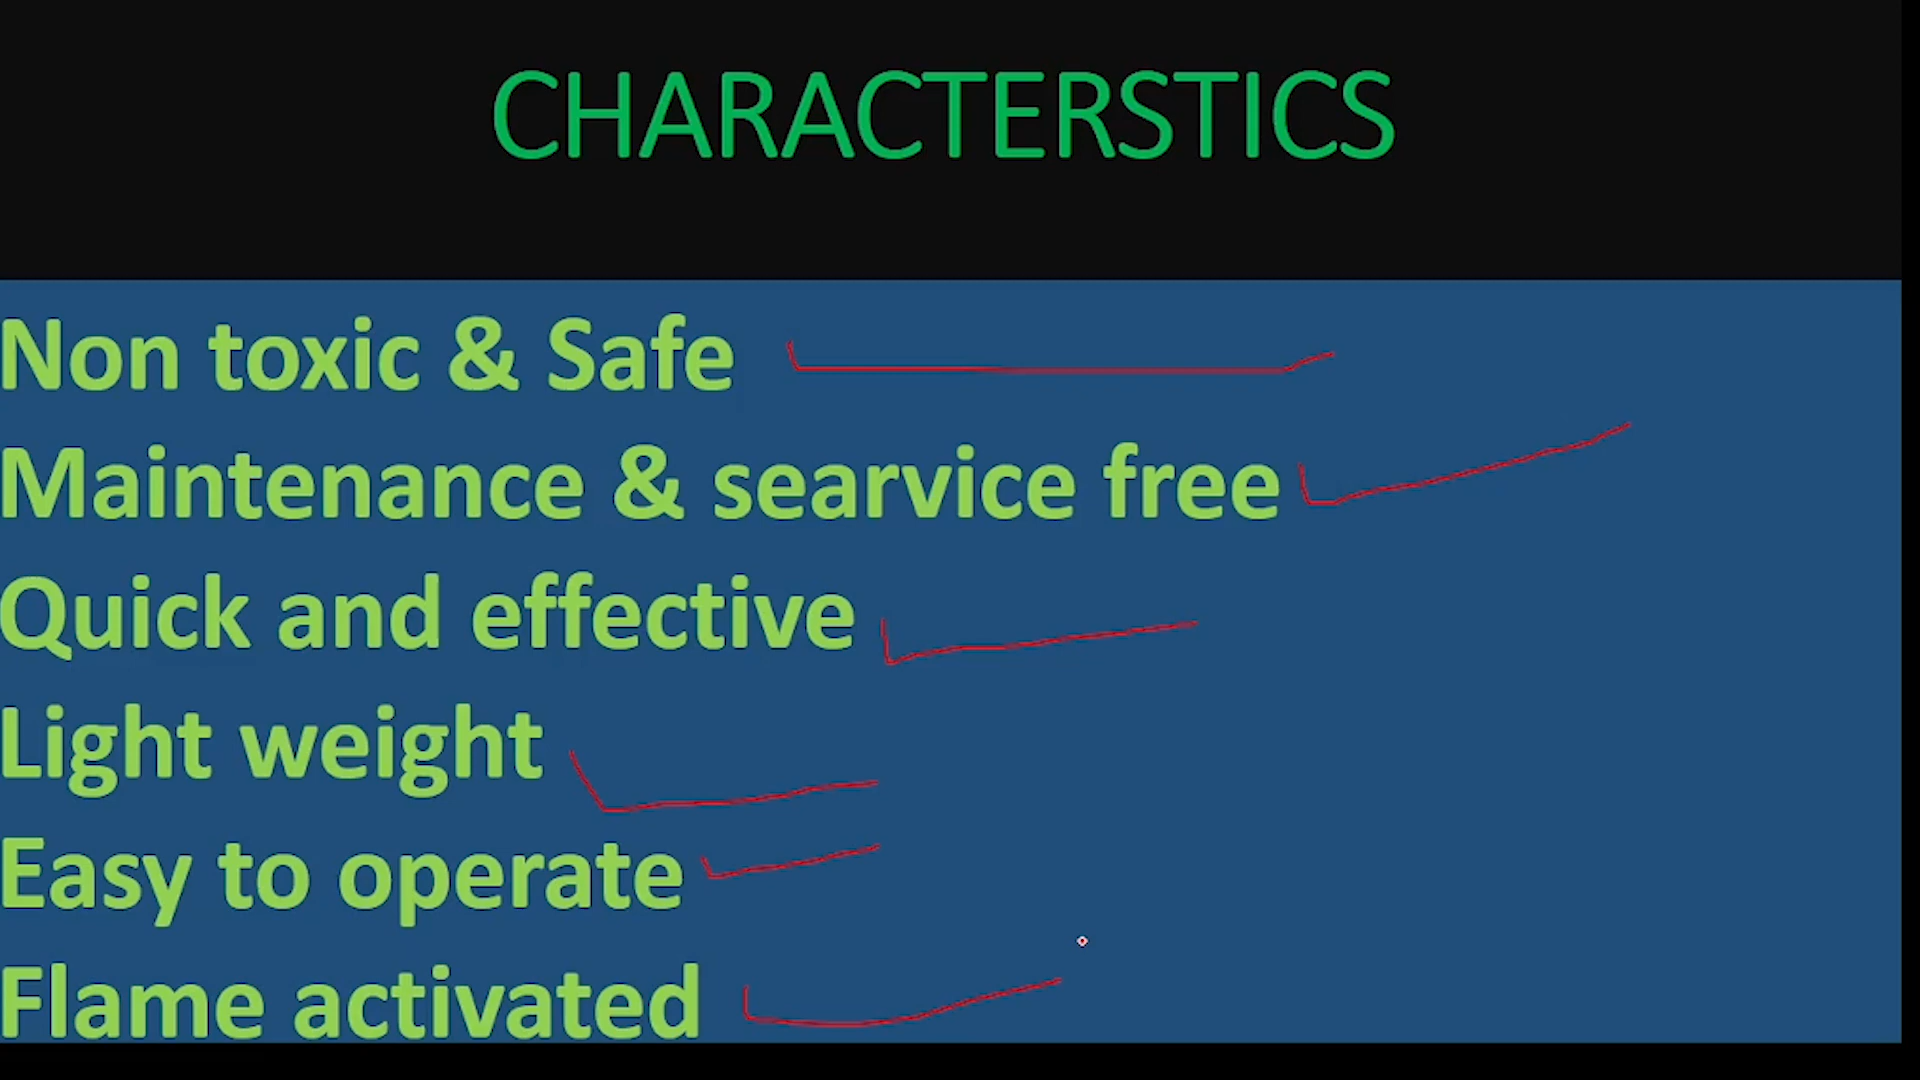 CHARACTERSTICS
Non toxic & Safe
Maintenance & searvice free
Quick and effective
Light weight
Easy to operate
Flame activated